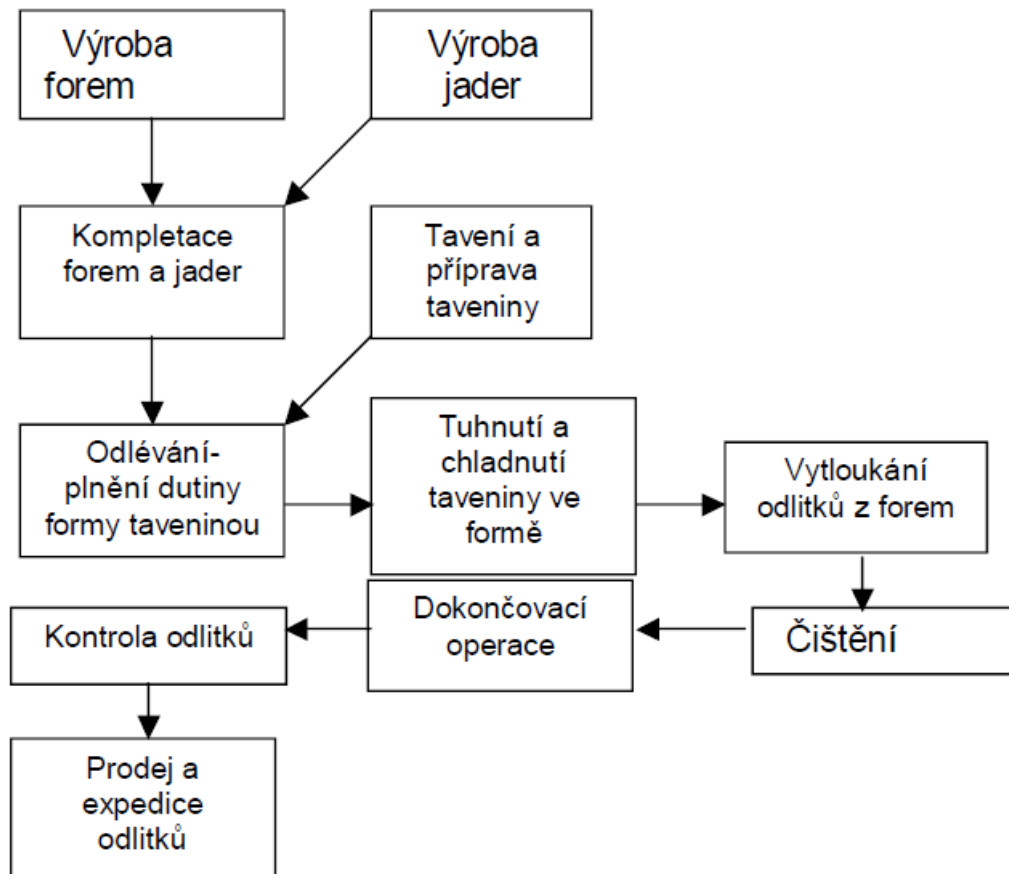 Výroba
forem
Výroba
jader
Kompletace
forem a jader
Tavení a
příprava
taveniny
Odlévání-
plnění dutiny
formy taveninou
Tuhnutí a
chladnutí
taveniny ve
formě
Vytloukání
odlitků z forem
Kontrola odlitků
Dokončovací
operace
Čištění
Prodej a
expedice
odlitků